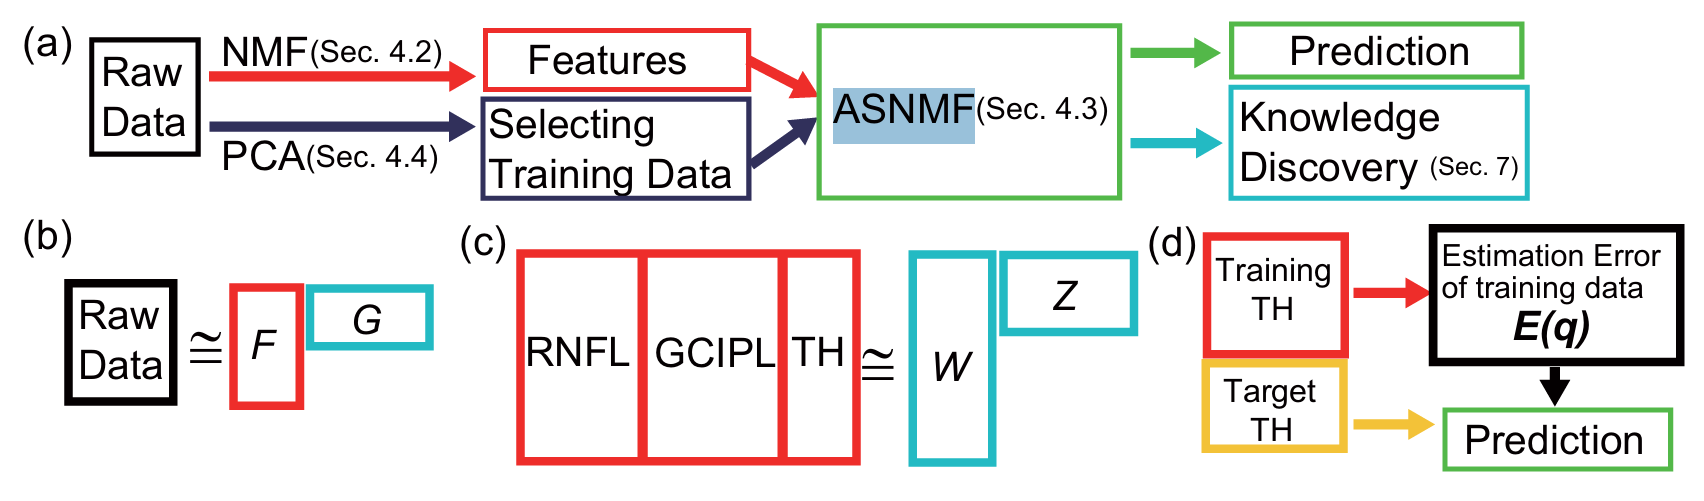 (a)
Raw
Data
NMF(Sec. 4.2)
PCA(Sec. 4.4)
Features
Selecting
Training Data
ASNMF(Sec. 4.3)
Prediction
Knowledge
Discovery (Sec. 7)
(b)
Raw
Data
≅
F
G
(c)
RNFL
GCIPL
TH
≅
W
Z
(d)
Training
TH
Target
TH
Estimation Error
of training data
E(q)
Prediction